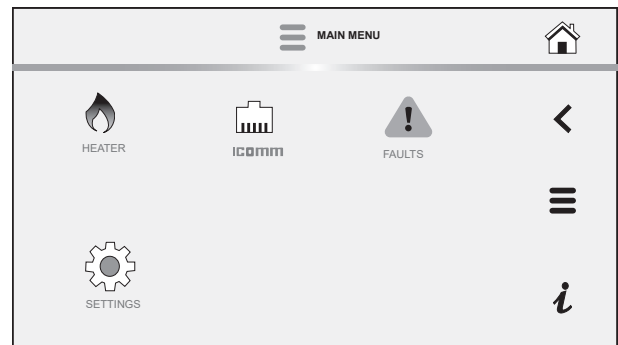 MAIN MENU
HEATER
ICOMM
FAULTS
SETTINGS
i